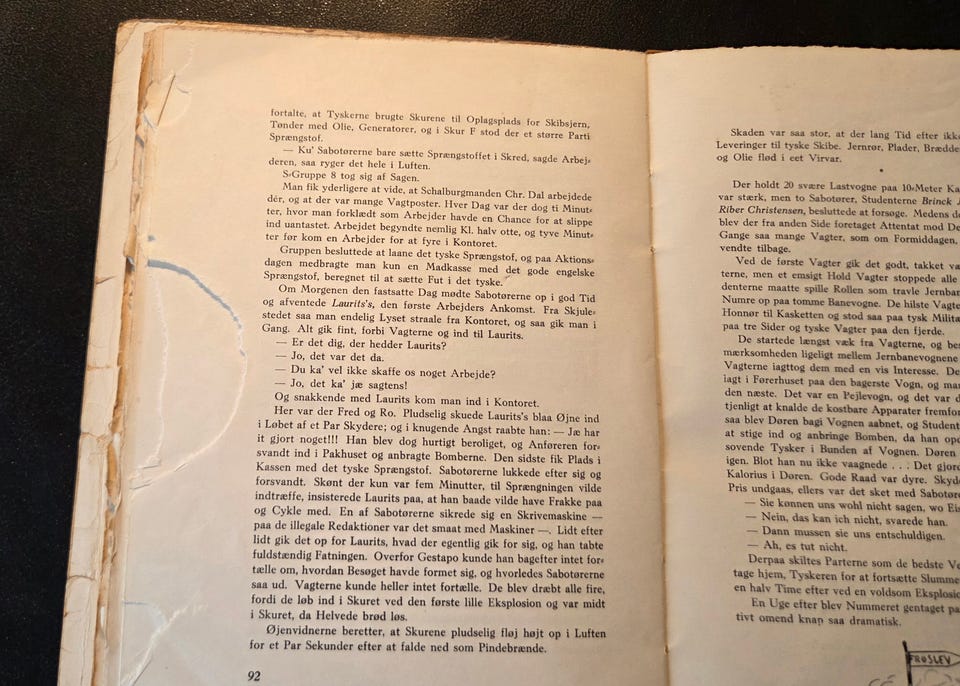 fortalte, at Tyskerne brugte Skurene til Oplagsplads for Skibsjern,
Tønder med Olie, Generatorer, og i Skur F stod der et større Parti
Sprængstof.
— Ku' Sabotørerne bare sætte Sprængstoffet i Skred, sagde Arbej-
deren, saa ryger det hele i Luften.
S-Gruppe 8 tog sig af Sagen.
Man fik yderligere at vide, at Schalburgmanden Chr. Dal arbejdede
dér, og at der var mange Vagtposter. Hver Dag var der dog ti Minut-
ter, hvor man forklædt som Arbejder havde en Chance for at slippe
ind uantastet. Arbejdet begyndte nemlig Kl. halv otte, og tyve Minut-
ter før kom en Arbejder for at fyre i Kontoret.
Gruppen besluttede at laane det tyske Sprængstof, og paa Aktions-
dagen medbragte man kun en Madkasse med det gode engelske
Sprængstof, beregnet til at sætte Fut i det tyske.
Om Morgenen den fastsatte Dag mødte Sabotørerne op i god Tid
og afventede Laurits's, den første Arbejders Ankomst. Fra Skjule-
stedet saa man endelig Lyset straale fra Kontoret, og saa gik man i
Gang. Alt gik fint, forbi Vagterne og ind til Laurits.
— Er det dig, der hedder Laurits?
— Jo, det var det da.
— Du ka' vel ikke skaffe os noget Arbejde?
— Jo, det ka' jæ sagtens!
Og snakkende med Laurits kom man ind i Kontoret.
Her var der Fred og Ro. Pludselig skuede Laurits's blaa Øjne ind
i Løbet af et Par Skydere; og i knugende Angst raabte han: — Jæ har
it gjort noget!!! Han blev dog hurtigt beroliget, og Anføreren for-
svandt ind i Pakhuset og anbragte Bomberne. Den sidste fik Plads i
Kassen med det tyske Sprængstof. Sabotørerne lukkede efter sig og
forsvandt. Skønt der kun var fem Minutter, til Sprængningen vilde
indtræffe, insisterede Laurits paa, at han baade vilde have Frakke paa
og Cykle med. En af Sabotørerne sikrede sig en Skrivemaskine —
paa de illegale Redaktioner var det smaat med Maskiner —. Lidt efter
lidt gik det op for Laurits, hvad der egentlig gik for sig, og han tabte
fuldstændig Fatningen. Overfor Gestapo kunde han bagefter intet for-
tælle om, hvordan Besøget havde formet sig, og hvorledes Sabotørerne
saa ud. Vagterne kunde heller intet fortælle. De blev dræbt alle fire,
fordi de løb ind i Skuret ved den første lille Eksplosion og var midt
i Skuret, da Helvede brød løs.
Øjenvidnerne beretter, at Skurene pludselig fløj højt op i Luften
for et Par Sekunder efter at falde ned som Pindebrænde.
92
Skaden var saa stor, at der lang Tid efter ikke
Leveringer til tyske Skibe. Jernrør, Plader, Brædde
og Olie flød i eet Virvar.
Der holdt 20 svære Lastvogne paa 10-Meter
var stærk, men to Sabotører, Studenterne Brinck
Riber Christensen, besluttede at forsøge. Medens
blev der fra anden Side foretaget Attentat mod
Gange saa mange Vagter, som om Formiddagen,
vendte tilbage.
Ved de første Vagter gik det godt, takket
terne, men et emsigt Hold Vagter stoppede alle
denterne maatte spille Rollen som travle
Numre op paa tomme Banevogne. De hilste
Honnør til Kasketten og stod saa paa tysk
paa tre Sider og tyske Vagter paa den fjerde.
De startede længst væk fra Vagterne, og
mærksomheden ligeligt mellem Jernbanevognene
Vagterne iagttog dem med en vis Interesse.
iagt i Førerhuset paa den bagerste Vogn, og
den næste. Det var en Pejlevogn, og det var
tjenligt at knalde de kostbare Apparater
saa blev Døren bagi Vognen aabnet, og
at stige ind og anbringe Bomben, da han
sovende Tysker i Bunden af Vognen. Døren
igen. Blot han nu ikke vaagnede . . . Det
Kalorius i Døren. Gode Raad var dyre.
Pris undgaas, ellers var det sket med
— Sie können uns wohl nicht sagen, wo
— Nein, das kan ich nicht, svarede han.
— Dann mussen sie uns entschuldigen.
— Ah, es tut nicht.
Derpaa skiltes Parterne som de bedste
tage hjem, Tyskeren for at fortsætte
en halv Time efter ved en voldsom
En Uge efter blev Nummeret gentaget
tivt omend knap saa dramatisk.
FRØSLEV